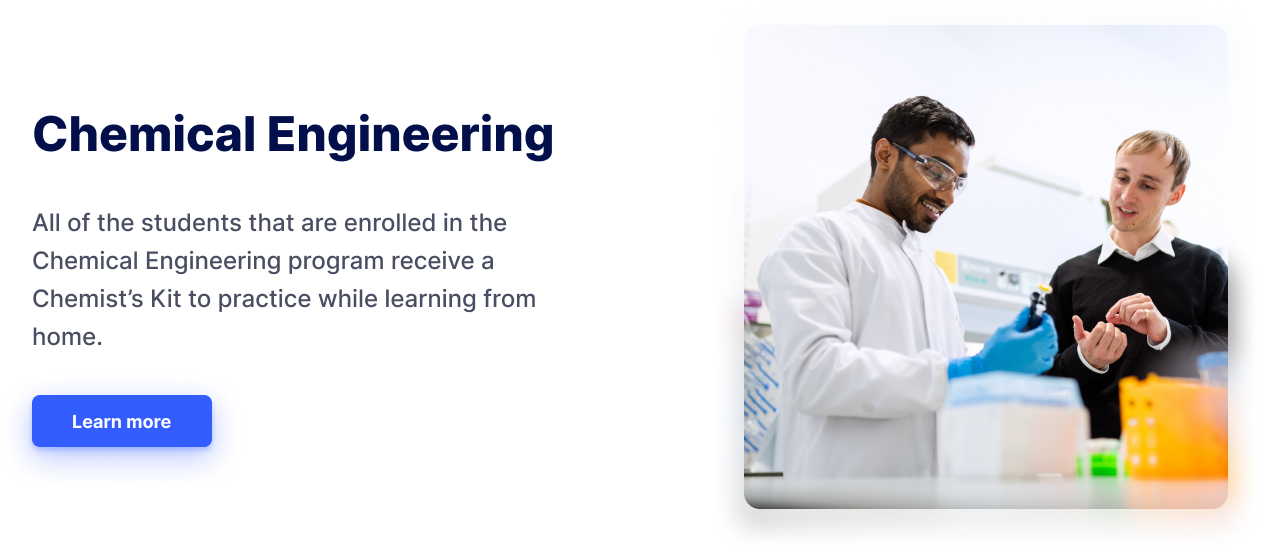 Chemical Engineering
All of the students that are enrolled in the
Chemical Engineering program receive a
Chemist’s Kit to practice while learning from
home.
Learn more